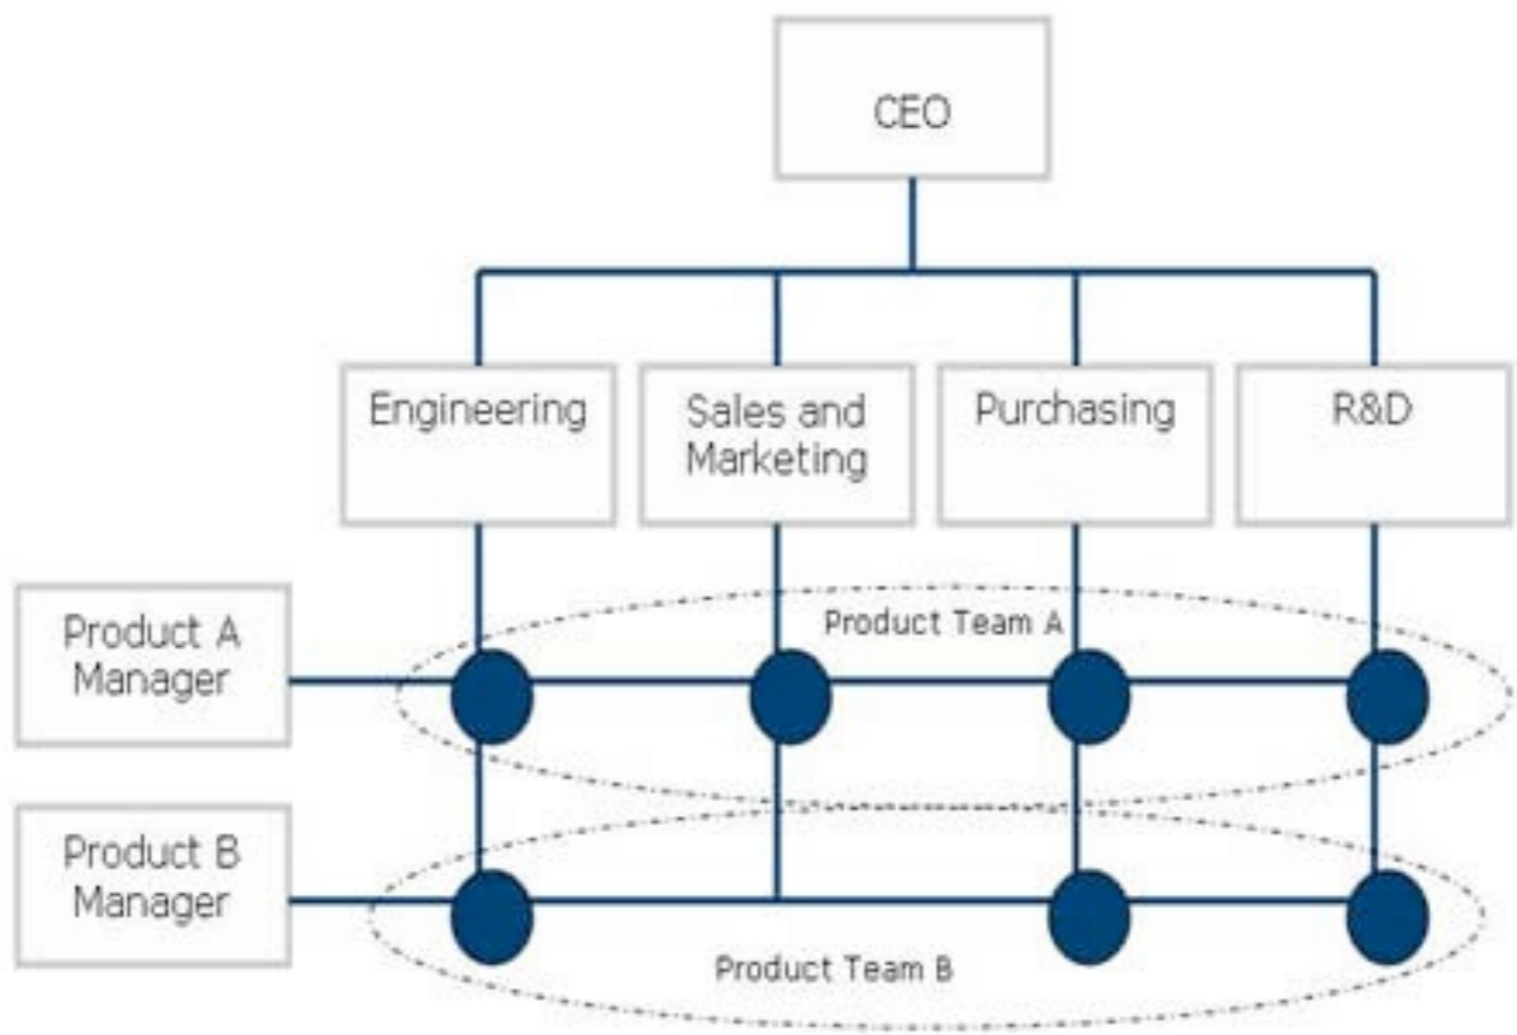 CEO
Engineering
Sales and
Marketing
Purchasing
R&D
Product A
Manager
Product Team A
Product B
Manager
Product Team B